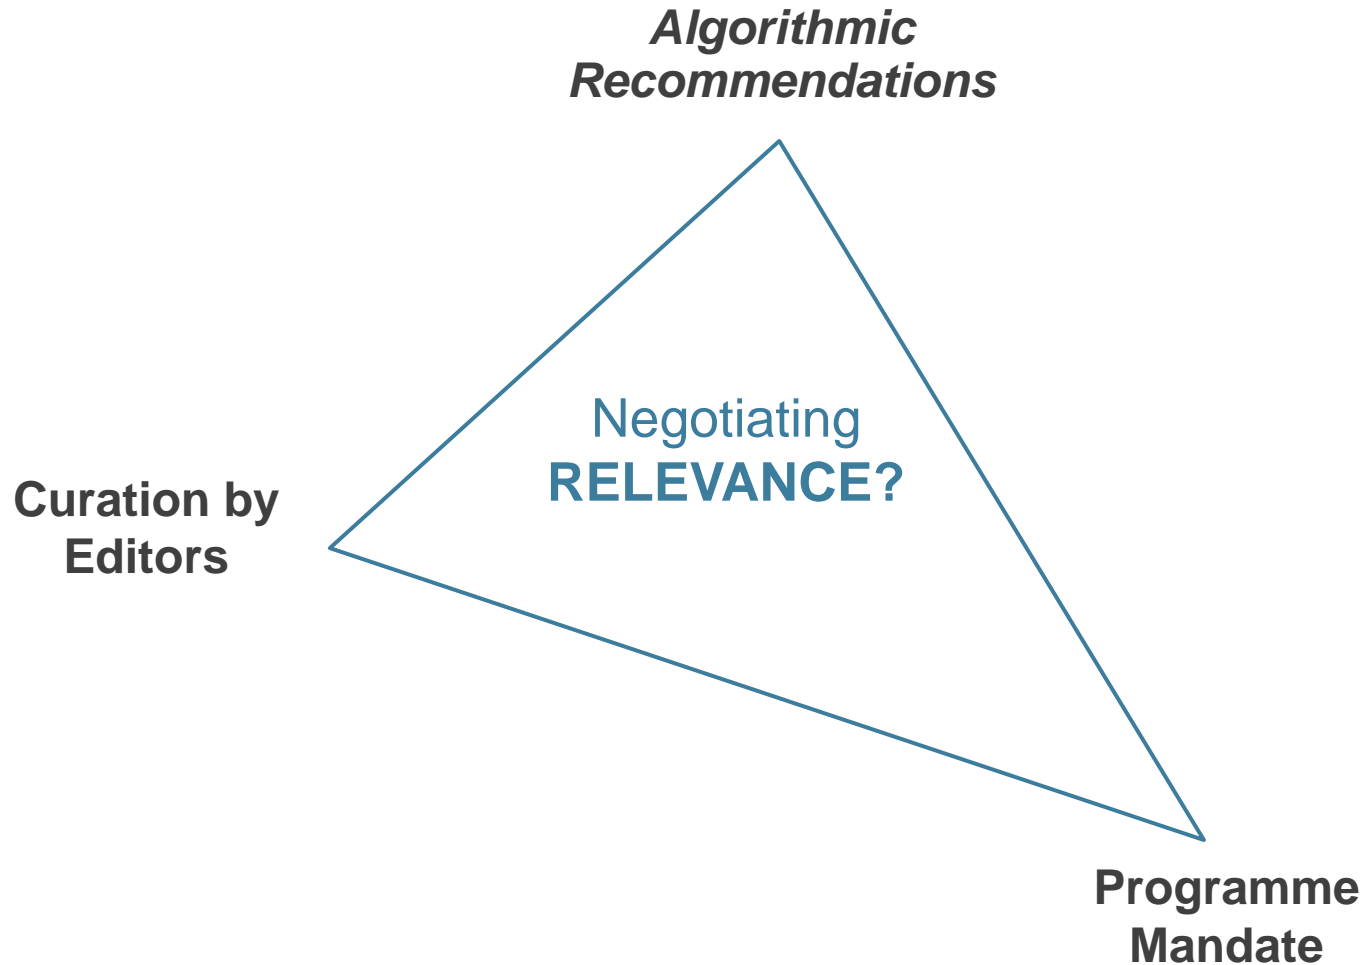 Algorithmic
Recommendations
Negotiating
RELEVANCE?
Curation by
Editors
Programme
Mandate